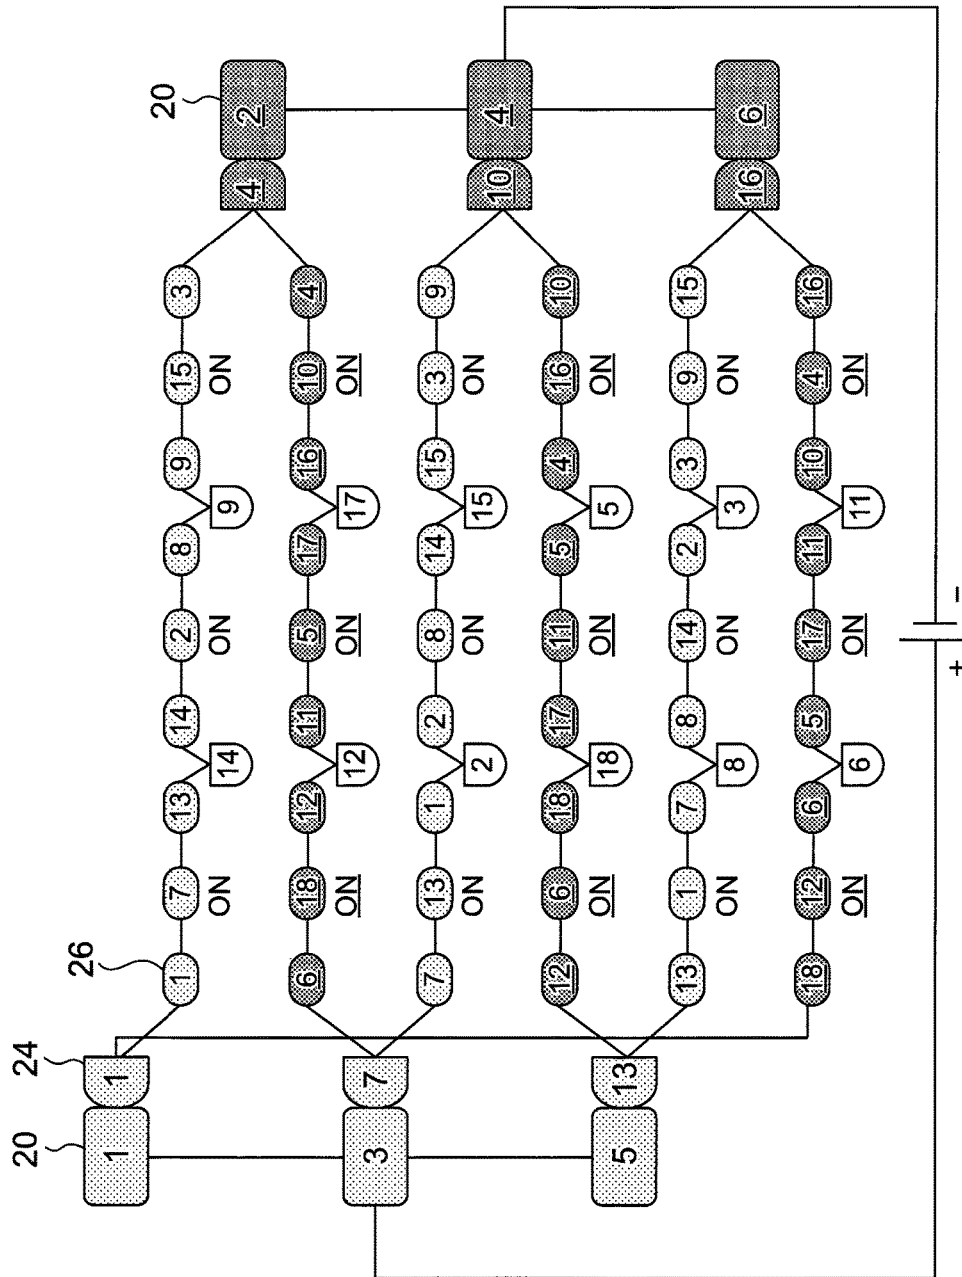 20 24
26
1 1
20
1 7 13 14 2 8 9 15 3
ON 14 ON 9 ON
4 2
6 18 12 11 5 17 16 10 4
ON 12 ON 17 ON
3 7
7 13 1 2 8 14 15 3 9
ON 2 ON 15 ON
10 4
12 6 18 17 11 5 4 16 10
ON 18 ON 5 ON
5 13
13 1 7 8 14 2 3 9 15
ON 8 ON 3 ON
16 6
18 12 6 5 17 11 10 4 16
ON 6 ON 11 ON
+ −